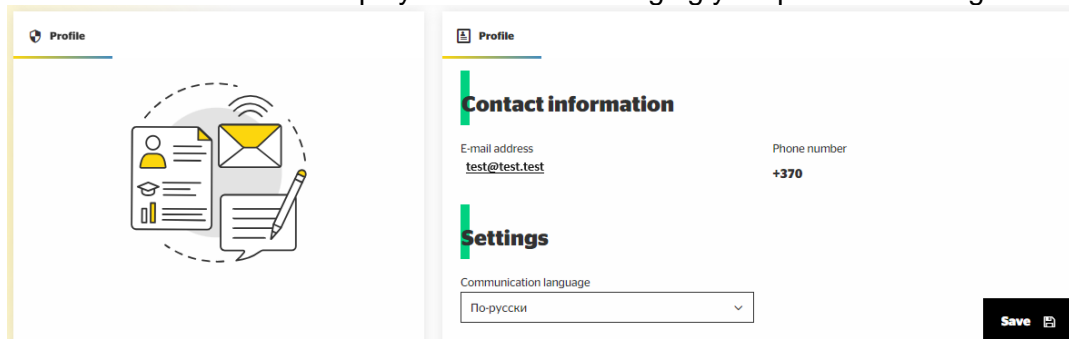 Profile
Profile
Contact information
E-mail address
Phone number
test@test.test
+370
Settings
Communication language
По-русски
Save